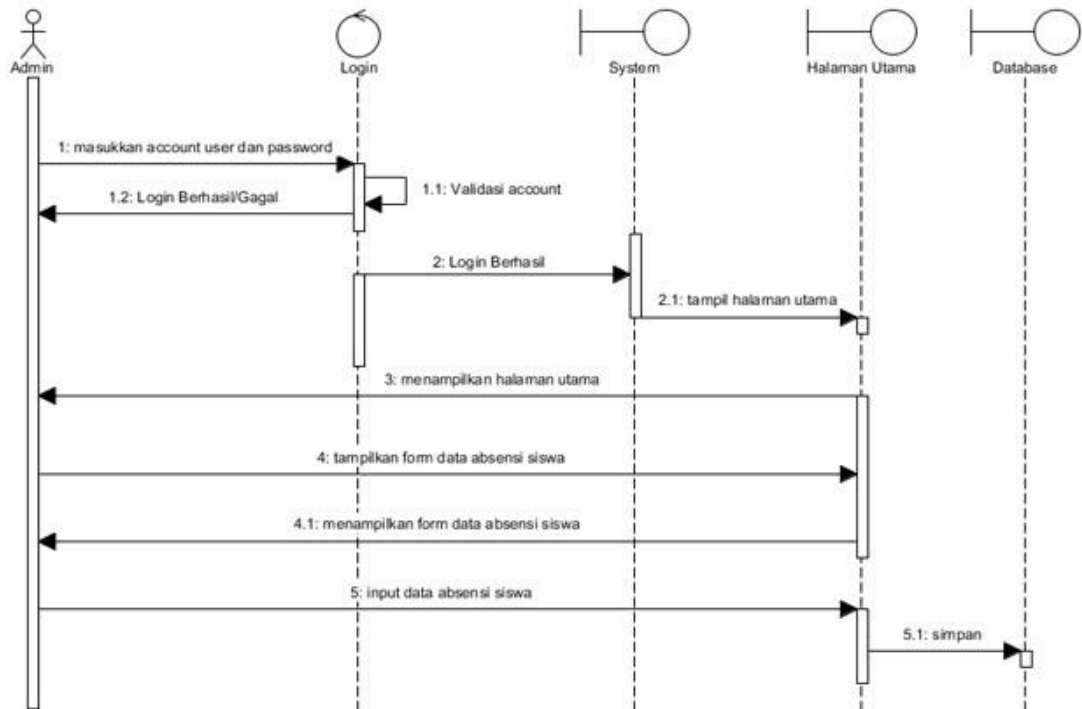 Admin
Login
System
Halaman Utama
Database
1: masukkan account user dan password
1.1: Validasi account
1.2: Login Berhasil/Gagal
2: Login Berhasil
2.1: tampil halaman utama
3: menampilkan halaman utama
4: tampilkan form data absensi siswa
4.1: menampilkan form data absensi siswa
5: input data absensi siswa
5.1: simpan